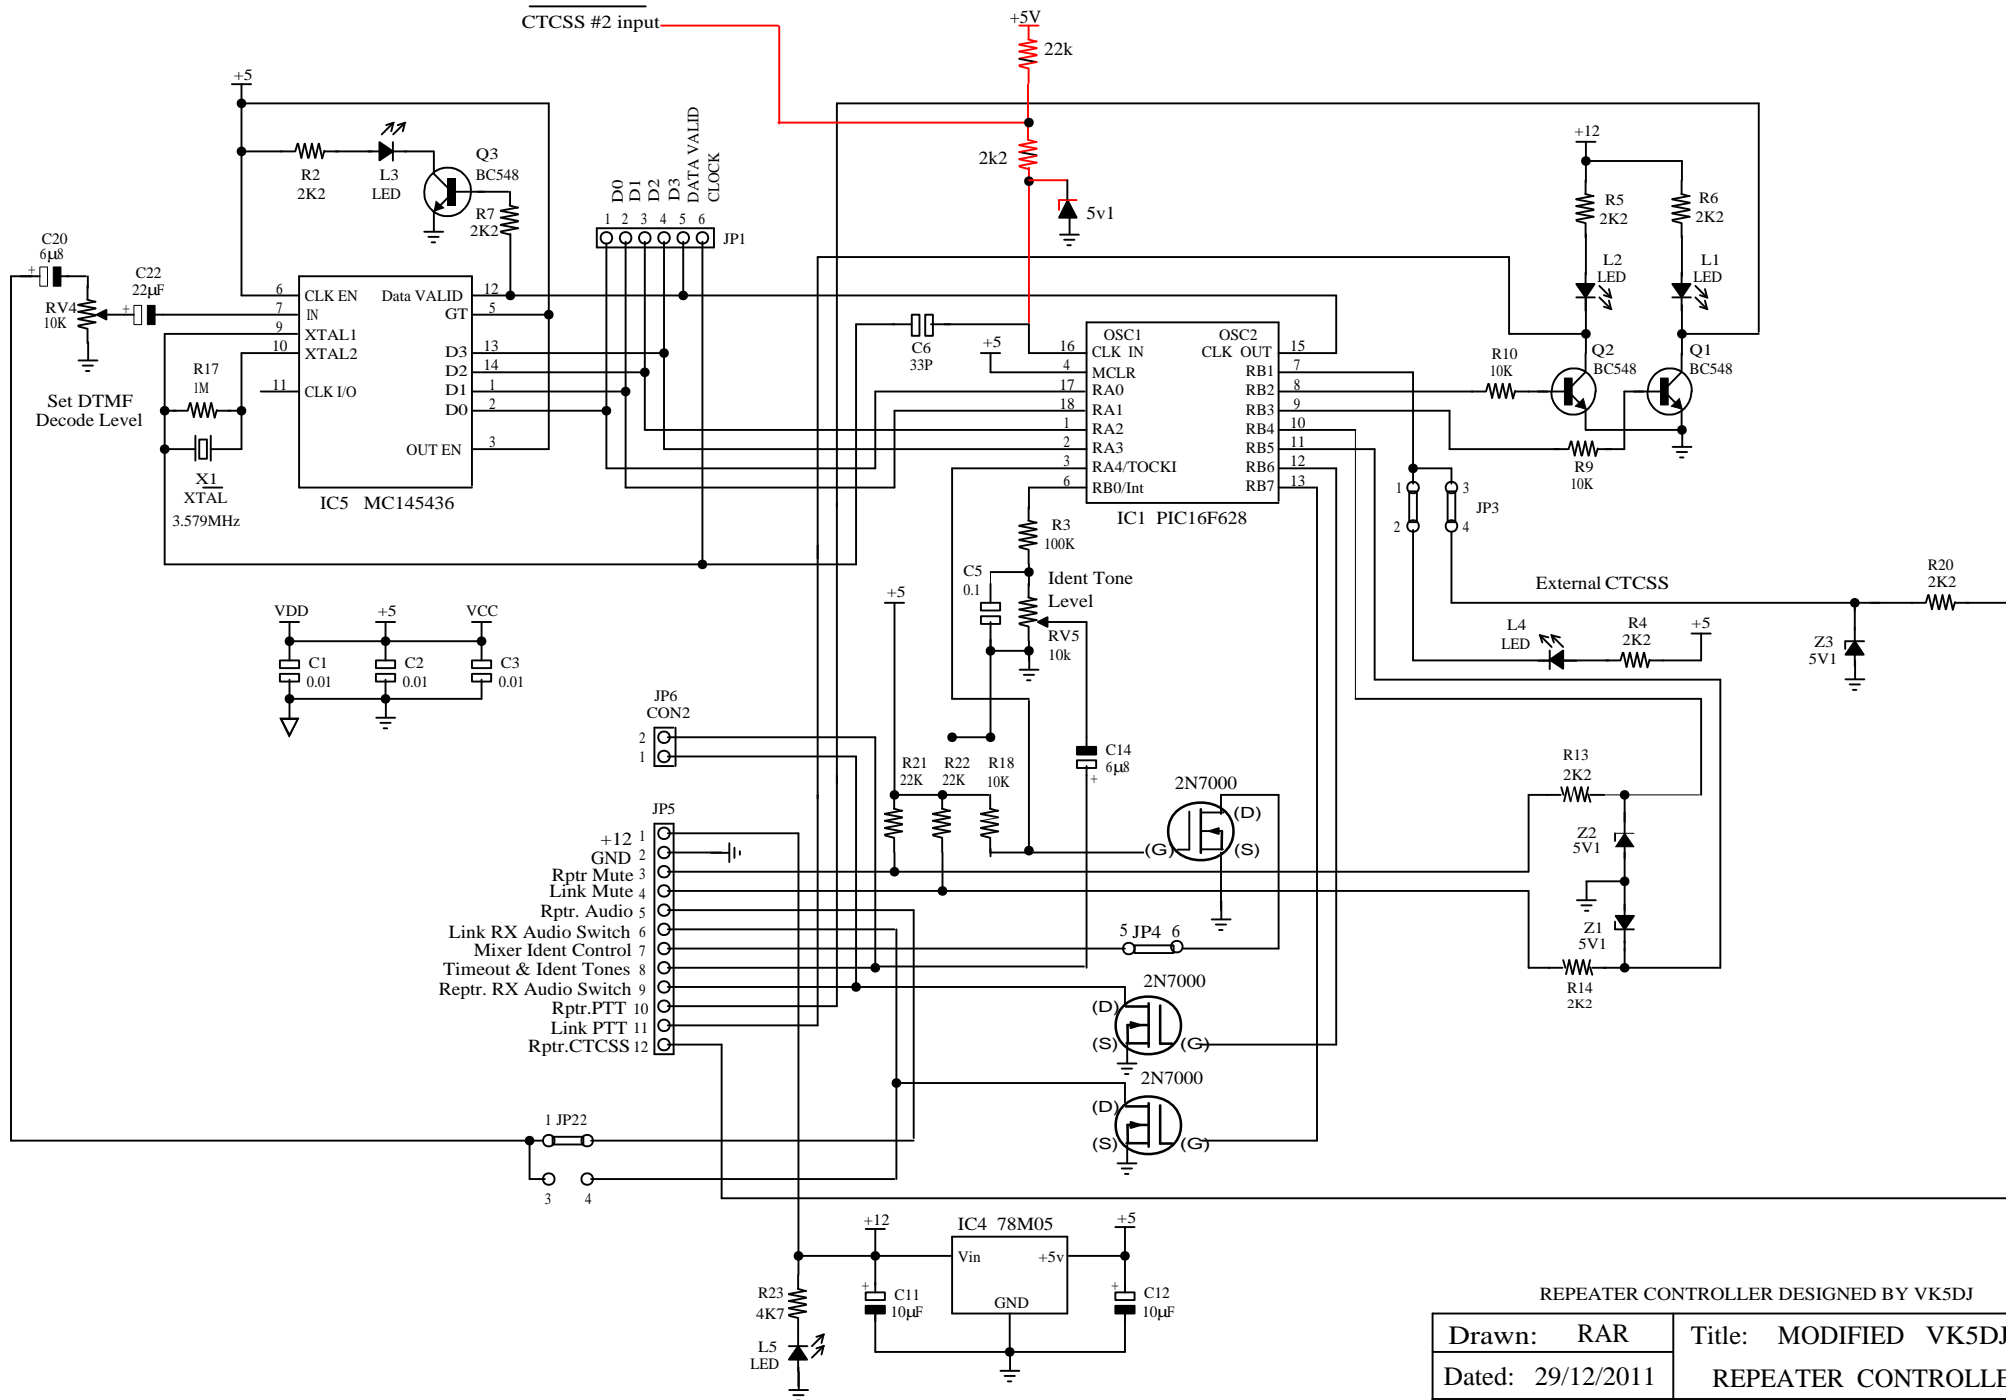 CTCSS #2 input
+5V
22k
2k2
5v1
+5
R2
2K2
L3
LED
Q3
BC548
R7
2K2
D0
D1
D2
D3
DATA VALID
CLOCK
1 2 3 4 5 6
JP1
C20
6µ8
+
RV4
10K
C22
22µF
+
Set DTMF
Decode Level
6 CLK EN
7 IN
9 XTAL1
10 XTAL2
11 CLK I/O
Data VALID 12
GT 5
D3 13
D2 14
D1 1
D0 2
OUT EN 3
IC5 MC145436
R17
1M
X1
XTAL
3.579MHz
C6
33P
+5
OSC1
16 CLK IN
4 MCLR
17 RA0
18 RA1
1 RA2
2 RA3
3 RA4/TOCKI
6 RB0/Int
OSC2
CLK OUT 15
RB1 7
RB2 8
RB3 9
RB4 10
RB5 11
RB6 12
RB7 13
IC1 PIC16F628
+12
R5
2K2
R6
2K2
L2
LED
L1
LED
R10
10K
Q2
BC548
Q1
BC548
R9
10K
1
2
3
4
JP3
External CTCSS
R20
2K2
L4
LED
R4
2K2
+5
Z3
5V1
R3
100K
C5
0.1
Ident Tone
Level
RV5
10k
+5
VDD
+5
VCC
C1
0.01
C2
0.01
C3
0.01
JP6
CON2
2
1
R21
22K
R22
22K
R18
10K
C14
6µ8
+
2N7000
(D)
(G)
(S)
R13
2K2
Z2
5V1
Z1
5V1
R14
2K2
JP5
+12 1
GND 2
Rptr Mute 3
Link Mute 4
Rptr. Audio 5
Link RX Audio Switch 6
Mixer Ident Control 7
Timeout & Ident Tones 8
Reptr. RX Audio Switch 9
Rptr.PTT 10
Link PTT 11
Rptr.CTCSS 12
5 JP4 6
2N7000
(D)
(S)
(G)
2N7000
(D)
(S)
(G)
1 JP22
3 4
+12
IC4 78M05
+5
Vin
+5v
GND
R23
4K7
L5
LED
+
C11
10µF
+
C12
10µF
REPEATER CONTROLLER DESIGNED BY VK5DJ
Drawn: RAR
Title: MODIFIED VK5DJ
Dated: 29/12/2011
REPEATER CONTROLLE